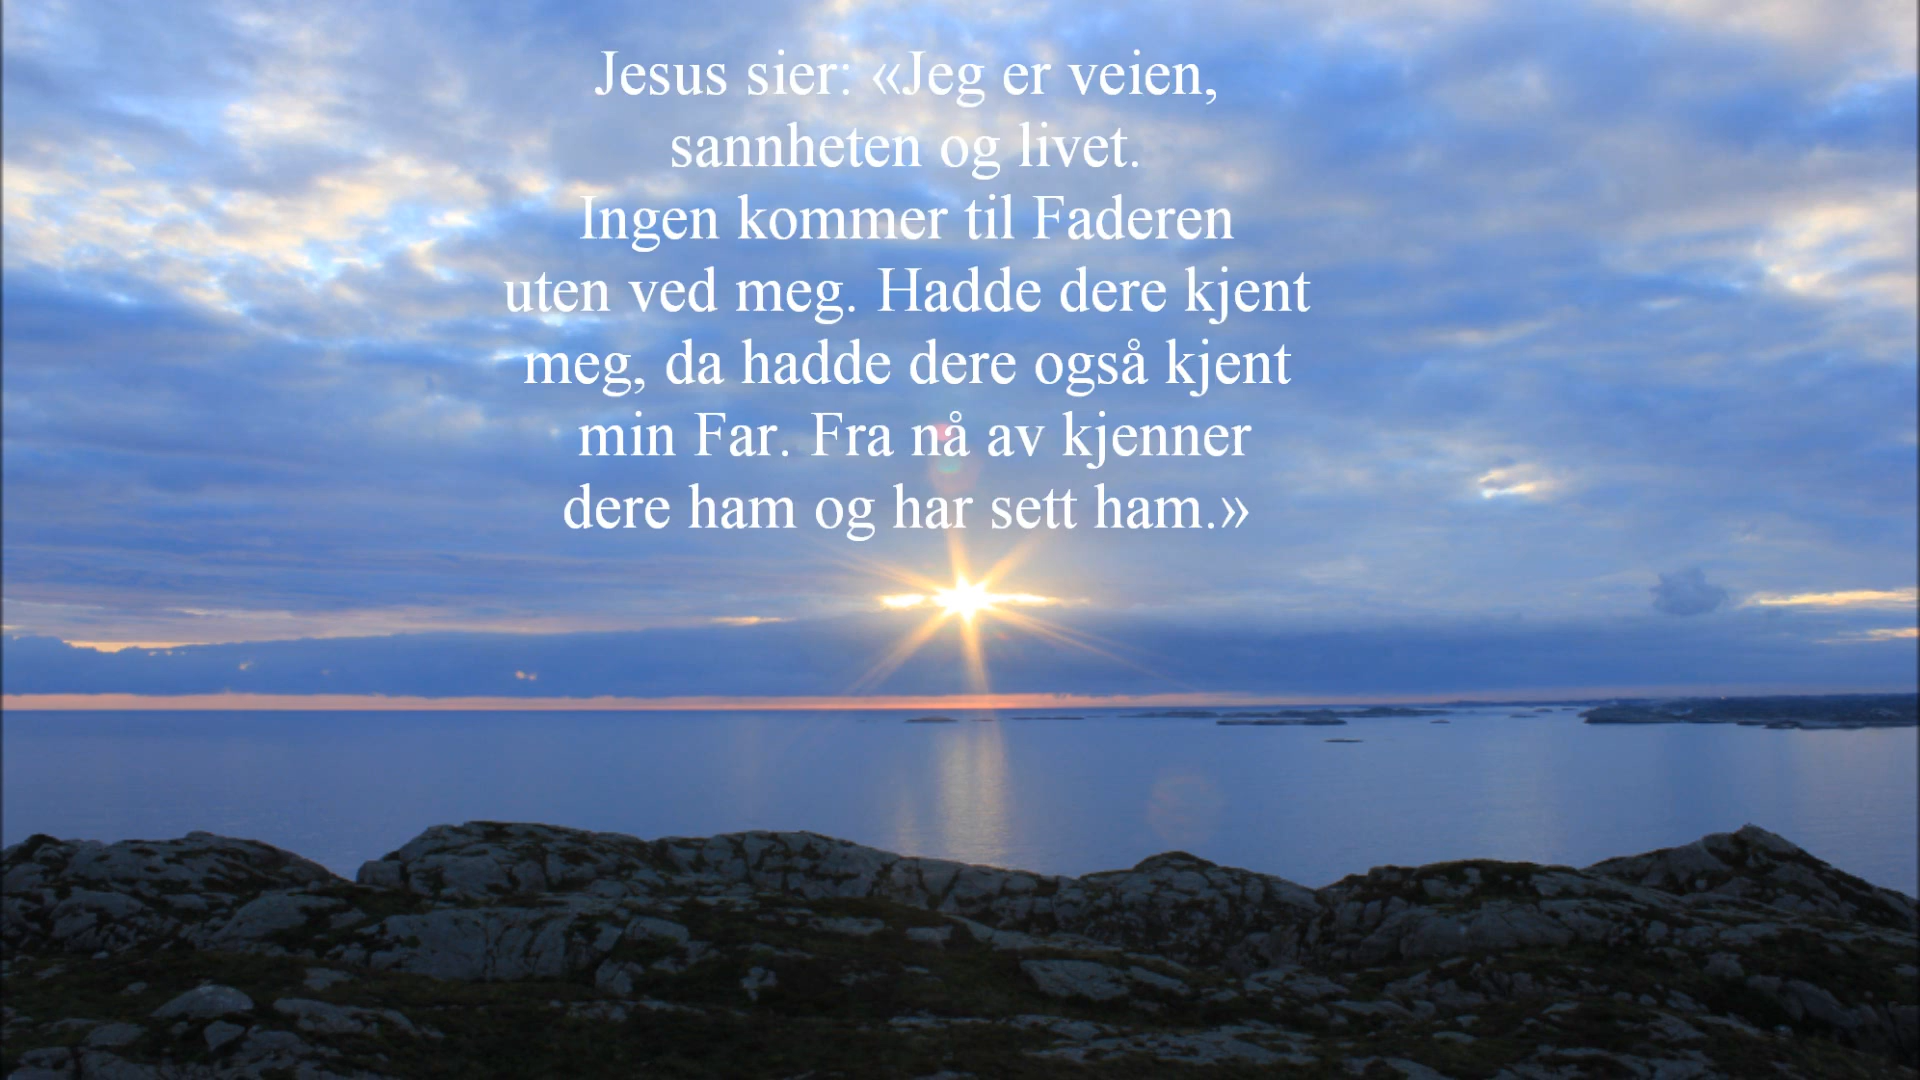 Jesus sier: «Jeg er veien,
sannheten og livet.
Ingen kommer til Faderen
uten ved meg. Hadde dere kjent
meg, da hadde dere også kjent
min Far. Fra nå av kjenner
dere ham og har sett ham.»